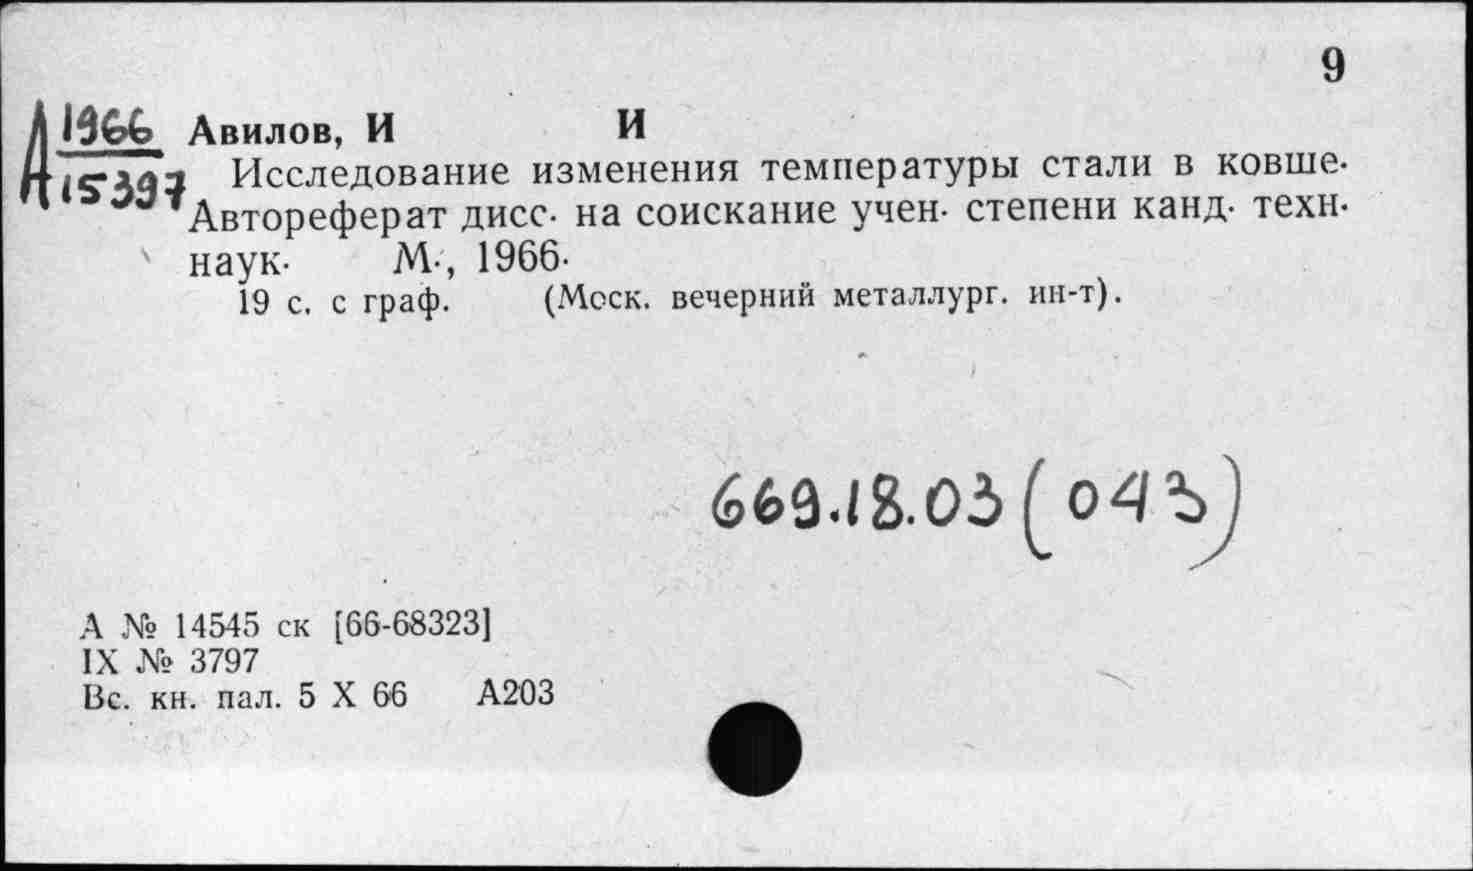 9
А 1966 Авилов, И И
15397 Исследование изменения температуры стали в ковше.
Автореферат дисс. на соискание учен. степени канд. техн.
наук. М., 1966.
19 с. с граф. (Моск. вечерний металлург. ин-т).
669.18.03 (043)
А № 14545 ск [66-68323]
IX № 3797
Вс. кн. пал. 5 X 66 А203